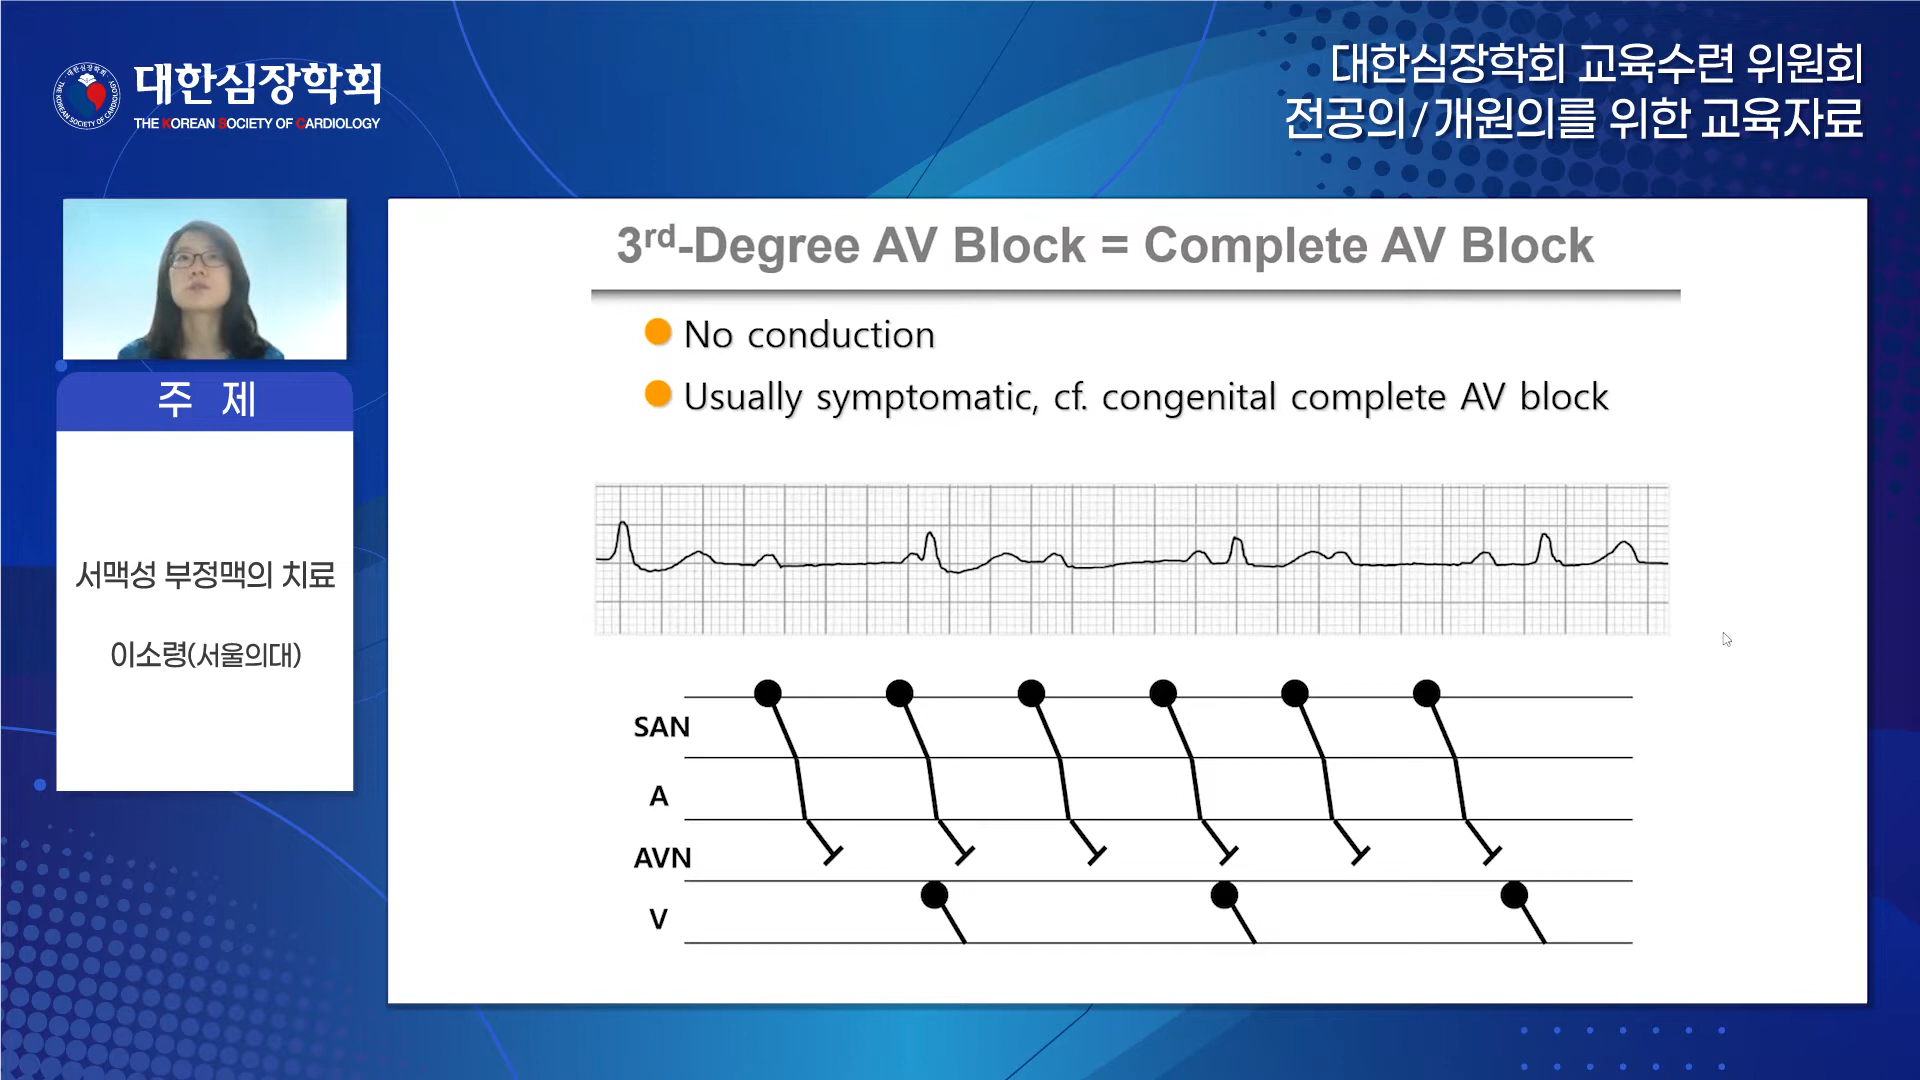 대한심장학회
THE KOREAN SOCIETY OF CARDIOLOGY
대한심장학회 교육수련 위원회
전공의/개원의를 위한 교육자료
주 제
서맥성 부정맥의 치료
이소령(서울의대)
3rd-Degree AV Block = Complete AV Block
No conduction
Usually symptomatic, cf. congenital complete AV block
SAN
A
AVN
V